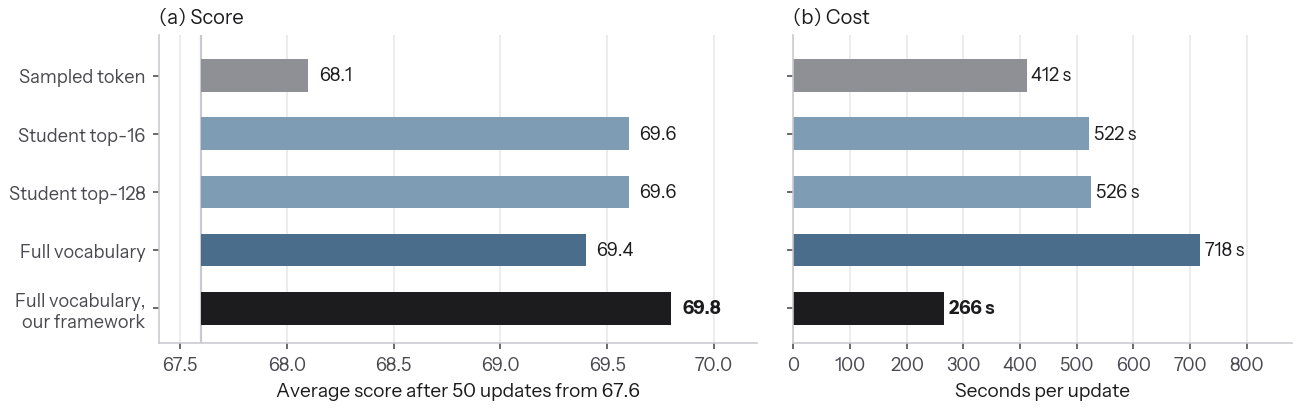 (a) Score
Sampled token
68.1
Student top-16
69.6
Student top-128
69.6
Full vocabulary
69.4
Full vocabulary,
our framework
69.8
67.5 68.0 68.5 69.0 69.5 70.0
Average score after 50 updates from 67.6
(b) Cost
412 s
522 s
526 s
718 s
266 s
0 100 200 300 400 500 600 700 800
Seconds per update